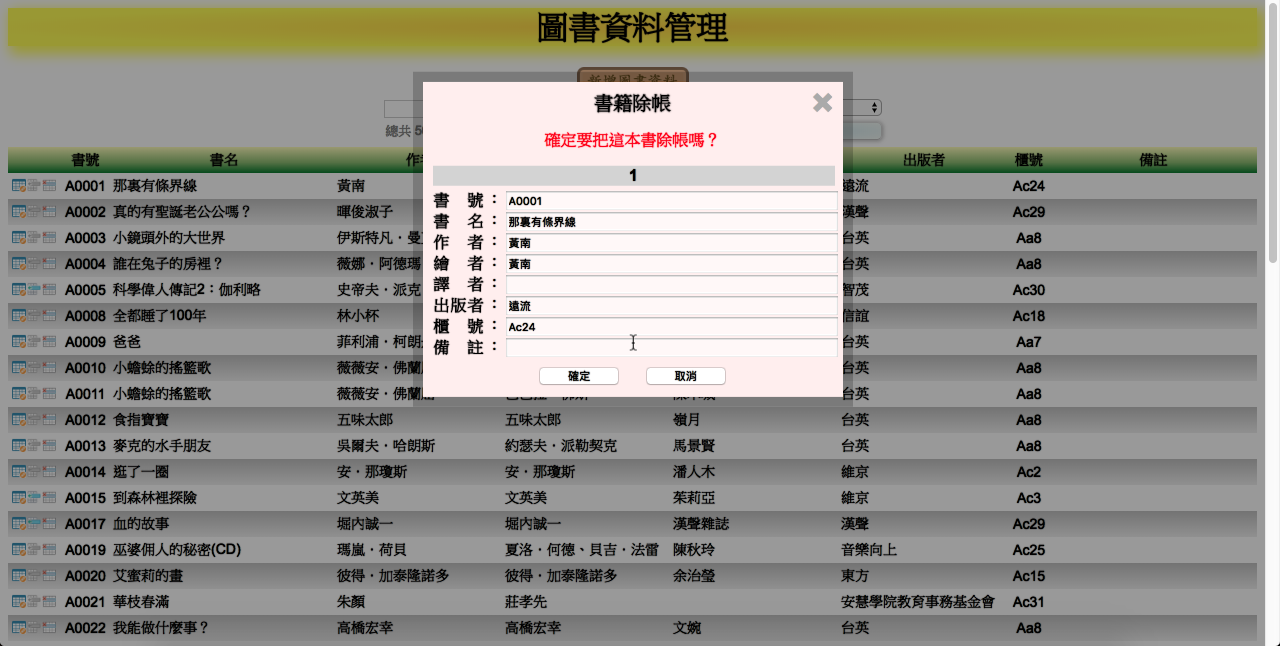 圖書資料管理
新增圖書資料
書籍除帳
確定要把這本書除帳嗎？
總共
1
書 號： A0001
書 名： 那裏有條界線
作 者： 黃南
繪 者： 黃南
譯 者：
出版者： 遠流
櫃 號： Ac24
備 註：
確定 取消
書號 書名 出版者 櫃號 備註
A0001 那裏有條界線 黃南 遠流 Ac24
A0002 真的有聖誕老公公嗎？ 暉俊淑子 漢聲 Ac29
A0003 小鏡頭外的大世界 伊斯特凡・ 台英 Aa8
A0004 誰在兔子的房裡？ 薇娜・阿德瑪 台英 Aa8
A0005 科學偉人傳記2：伽利略 史帝夫・派克 智茂 Ac30
A0008 全都睡了100年 林小杯 信誼 Ac18
A0009 爸爸 菲利浦・柯朗 台英 Aa7
A0010 小蟾蜍的搖籃歌 薇薇安・佛蘭 台英 Aa8
A0011 小蟾蜍的搖籃歌 薇薇安・佛蘭 台英 Aa8
A0012 食指寶寶 五味太郎 五味太郎 嶺月 台英 Aa8
A0013 麥克的水手朋友 吳爾夫・哈朗斯 約瑟夫・派勒契克 馬景賢 台英 Aa8
A0014 逛了一圈 安・那瓊斯 安・那瓊斯 潘人木 維京 Ac2
A0015 到森林裡探險 文英美 文英美 茱莉亞 維京 Ac3
A0017 血的故事 堀內誠一 堀內誠一 漢聲雜誌 漢聲 Ac29
A0019 巫婆佣人的秘密(CD) 瑪嵐・荷貝 夏洛・何德、貝吉・法雷 陳秋玲 音樂向上 Ac25
A0020 艾蜜莉的畫 彼得・加泰隆諾多 彼得・加泰隆諾多 余治瑩 東方 Ac15
A0021 華枝春滿 朱顏 莊孝先 安慧學院教育事務基金會 Ac31
A0022 我能做什麼事？ 高橋宏幸 高橋宏幸 文婉 台英 Aa8